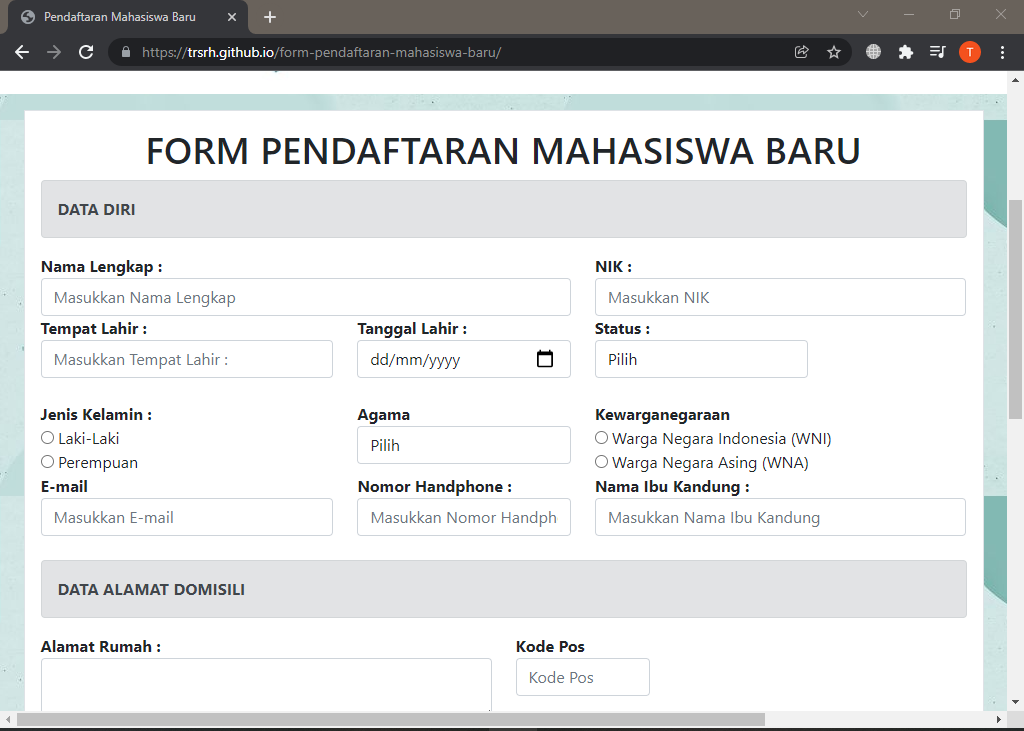 Pendaftaran Mahasiswa Baru
https://trsrh.github.io/form-pendaftaran-mahasiswa-baru/
T
FORM PENDAFTARAN MAHASISWA BARU
DATA DIRI
Nama Lengkap : NIK :
Masukkan Nama Lengkap Masukkan NIK
Tempat Lahir : Tanggal Lahir : Status :
Masukkan Tempat Lahir : dd/mm/yyyy Pilih
Jenis Kelamin : Agama Kewarganegaraan
Laki-Laki Pilih Warga Negara Indonesia (WNI)
Perempuan Warga Negara Asing (WNA)
E-mail Nomor Handphone : Nama Ibu Kandung :
Masukkan E-mail Masukkan Nomor Handph Masukkan Nama Ibu Kandung
DATA ALAMAT DOMISILI
Alamat Rumah : Kode Pos
Kode Pos